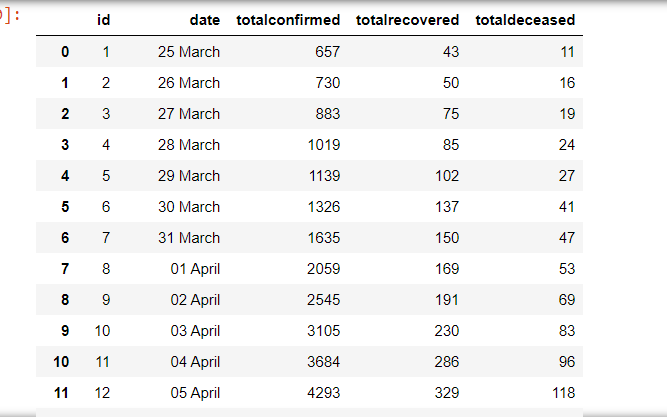 ]:
id date totalconfirmed totalrecovered totaldeceased
0 1 25 March 657 43 11
1 2 26 March 730 50 16
2 3 27 March 883 75 19
3 4 28 March 1019 85 24
4 5 29 March 1139 102 27
5 6 30 March 1326 137 41
6 7 31 March 1635 150 47
7 8 01 April 2059 169 53
8 9 02 April 2545 191 69
9 10 03 April 3105 230 83
10 11 04 April 3684 286 96
11 12 05 April 4293 329 118